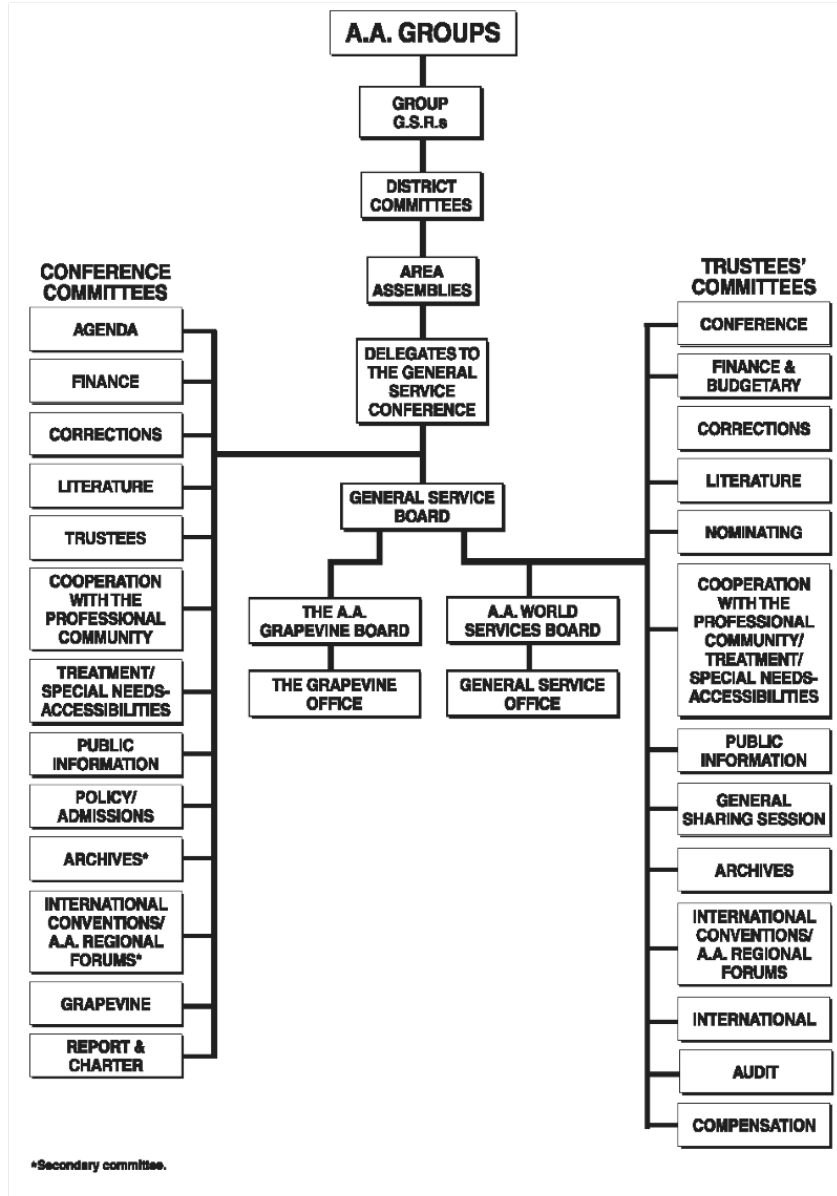 A.A. GROUPS
GROUP
G.S.R.s
DISTRICT
COMMITTEES
AREA
ASSEMBLIES
DELEGATES TO
THE GENERAL
SERVICE
CONFERENCE
GENERAL SERVICE
BOARD
THE A.A.
GRAPEVINE BOARD
A.A. WORLD
SERVICES BOARD
THE GRAPEVINE
OFFICE
GENERAL SERVICE
OFFICE
CONFERENCE
COMMITTEES
AGENDA
FINANCE
CORRECTIONS
LITERATURE
TRUSTEES
COOPERATION
WITH THE
PROFESSIONAL
COMMUNITY
TREATMENT/
SPECIAL NEEDS-
ACCESSIBILITIES
PUBLIC
INFORMATION
POLICY/
ADMISSIONS
ARCHIVES*
INTERNATIONAL
CONVENTIONS/
A.A. REGIONAL
FORUMS*
GRAPEVINE
REPORT &
CHARTER
TRUSTEES'
COMMITTEES
CONFERENCE
FINANCE &
BUDGETARY
CORRECTIONS
LITERATURE
NOMINATING
COOPERATION
WITH THE
PROFESSIONAL
COMMUNITY/
TREATMENT/
SPECIAL NEEDS-
ACCESSIBILITIES
PUBLIC
INFORMATION
GENERAL
SHARING SESSION
ARCHIVES
INTERNATIONAL
CONVENTIONS/
A.A. REGIONAL
FORUMS
INTERNATIONAL
AUDIT
COMPENSATION
*Secondary committee.